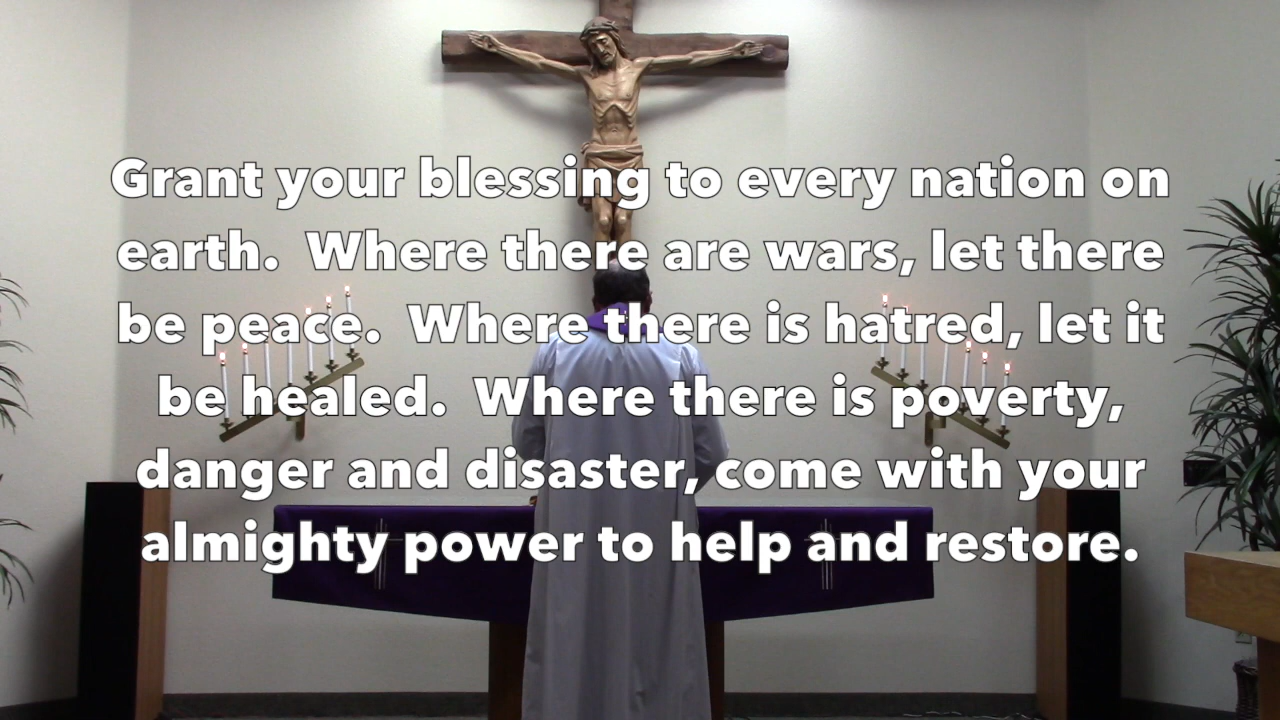 Grant your blessing to every nation on
earth.  Where there are wars, let there
be peace.  Where there is hatred, let it
be healed.  Where there is poverty,
danger and disaster, come with your
almighty power to help and restore.